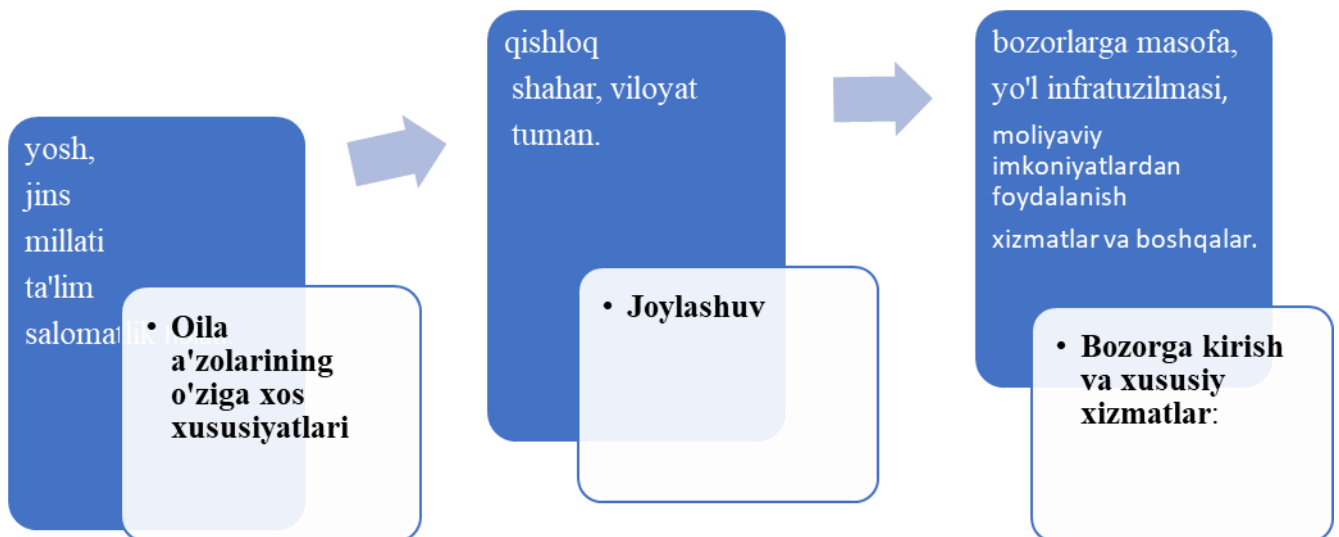 yosh,
jins
millati
ta'lim
salomatlik
• Oila
a'zolarining
o'ziga xos
xususiyatlari
qishloq
shahar, viloyat
tuman.
• Joylashuv
bozorlarga masofa,
yo'l infratuzilmasi,
moliyaviy
imkoniyatlardan
foydalanish
xizmatlar va boshqalar.
• Bozorga kirish
va xususiy
xizmatlar: